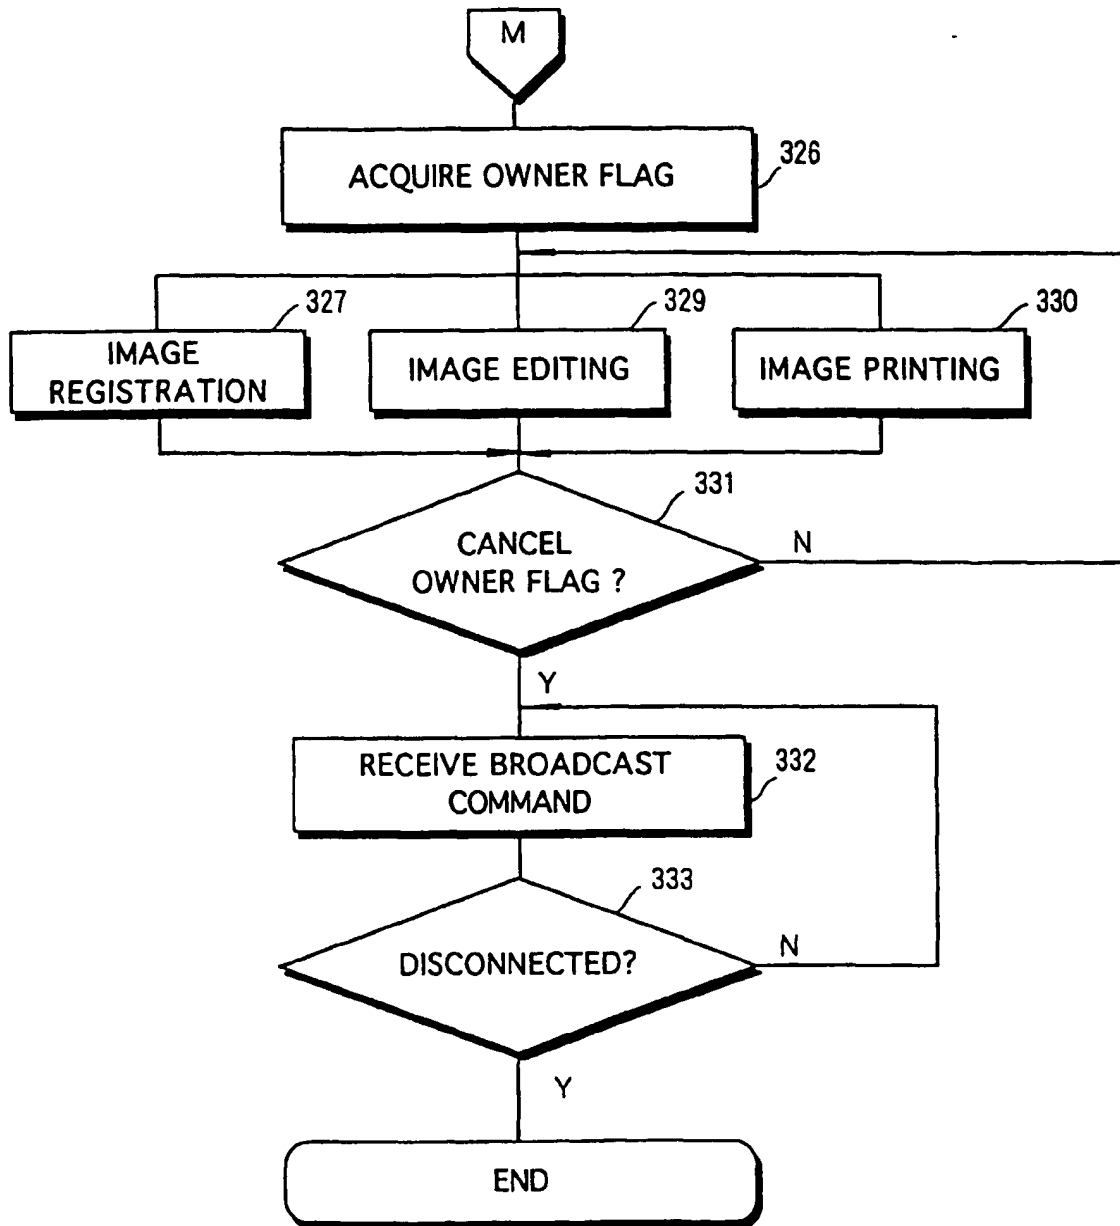 M
ACQUIRE OWNER FLAG
326
327
329
330
IMAGE
REGISTRATION
IMAGE EDITING
IMAGE PRINTING
331
CANCEL
OWNER FLAG ?
N
Y
RECEIVE BROADCAST
COMMAND
332
333
DISCONNECTED?
N
Y
END